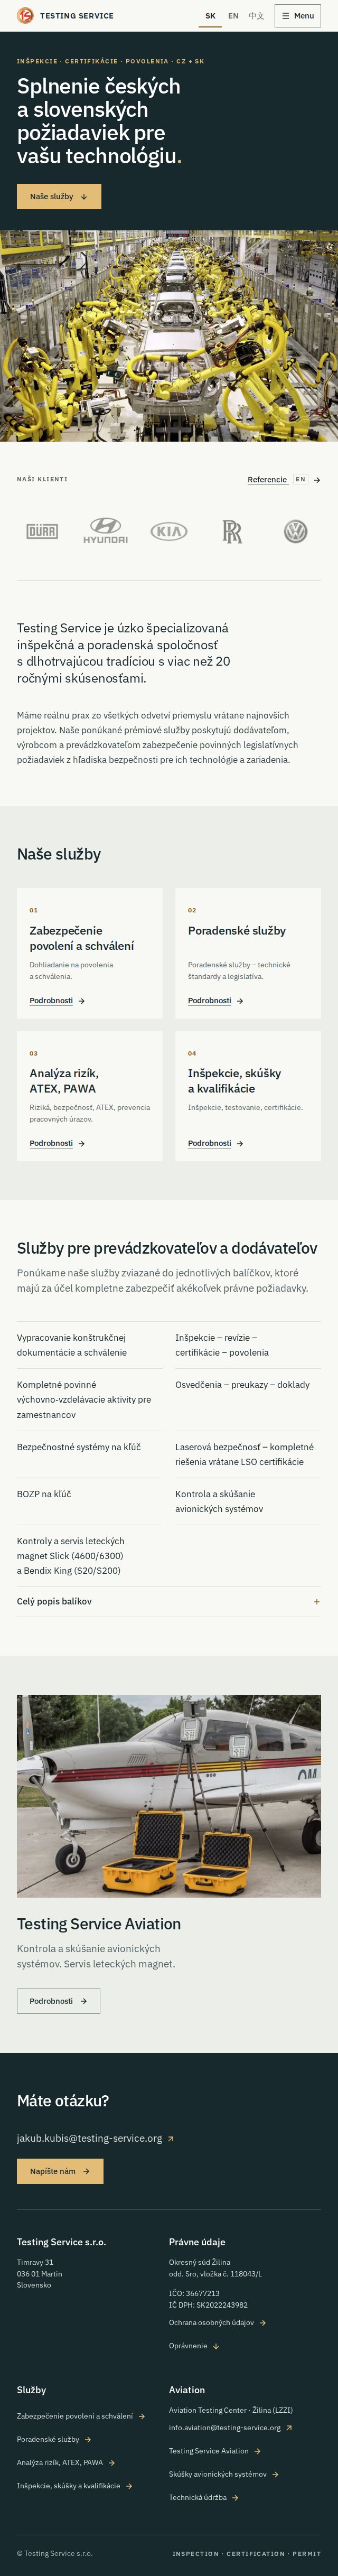 TESTING SERVICE
SK EN 中文 Menu
INŠPEKCIE · CERTIFIKÁCIE · POVOLENIA · CZ + SK
Splnenie českých
a slovenských
požiadaviek pre
vašu technológiu.
Naše služby
NAŠI KLIENTI
Referencie EN
DÜRR
HYUNDAI
KIA
Testing Service je úzko špecializovaná
inšpekčná a poradenská spoločnosť
s dlhotrvajúcou tradíciou s viac než 20
ročnými skúsenosťami.
Máme reálnu prax zo všetkých odvetví priemyslu vrátane najnovších
projektov. Naše ponúkané prémiové služby poskytujú dodávateľom,
výrobcom a prevádzkovateľom zabezpečenie povinných legislatívnych
požiadaviek z hľadiska bezpečnosti pre ich technológie a zariadenia.
Naše služby
01
Zabezpečenie
povolení a schválení
Dohliadanie na povolenia
a schválenia.
Podrobnosti
02
Poradenské služby
Poradenské služby – technické
štandardy a legislatíva.
Podrobnosti
03
Analýza rizík,
ATEX, PAWA
Riziká, bezpečnosť, ATEX, prevencia
pracovných úrazov.
Podrobnosti
04
Inšpekcie, skúšky
a kvalifikácie
Inšpekcie, testovanie, certifikácie.
Podrobnosti
Služby pre prevádzkovateľov a dodávateľov
Ponúkame naše služby zviazané do jednotlivých balíčkov, ktoré
majú za účel kompletne zabezpečiť akékoľvek právne požiadavky.
Vypracovanie konštrukčnej
dokumentácie a schválenie
Inšpekcie – revízie –
certifikácie – povolenia
Kompletné povinné
výchovno-vzdelávacie aktivity pre
zamestnancov
Osvedčenia – preukazy – doklady
Bezpečnostné systémy na kľúč
Laserová bezpečnosť – kompletné
riešenia vrátane LSO certifikácie
BOZP na kľúč
Kontrola a skúšanie
avionických systémov
Kontroly a servis leteckých
magnet Slick (4600/6300)
a Bendix King (S20/S200)
Celý popis balíkov +
Testing Service Aviation
Kontrola a skúšanie avionických
systémov. Servis leteckých magnet.
Podrobnosti
Máte otázku?
jakub.kubis@testing-service.org
Napíšte nám
Testing Service s.r.o.
Timravy 31
036 01 Martin
Slovensko
Právne údaje
Okresný súd Žilina
odd. Sro, vložka č. 118043/L
IČO: 36677213
IČ DPH: SK2022243982
Ochrana osobných údajov
Oprávnenie
Služby
Zabezpečenie povolení a schválení
Poradenské služby
Analýza rizík, ATEX, PAWA
Inšpekcie, skúšky a kvalifikácie
Aviation
Aviation Testing Center · Žilina (LZZI)
info.aviation@testing-service.org
Testing Service Aviation
Skúšky avionických systémov
Technická údržba
© Testing Service s.r.o.
INSPECTION · CERTIFICATION · PERMIT